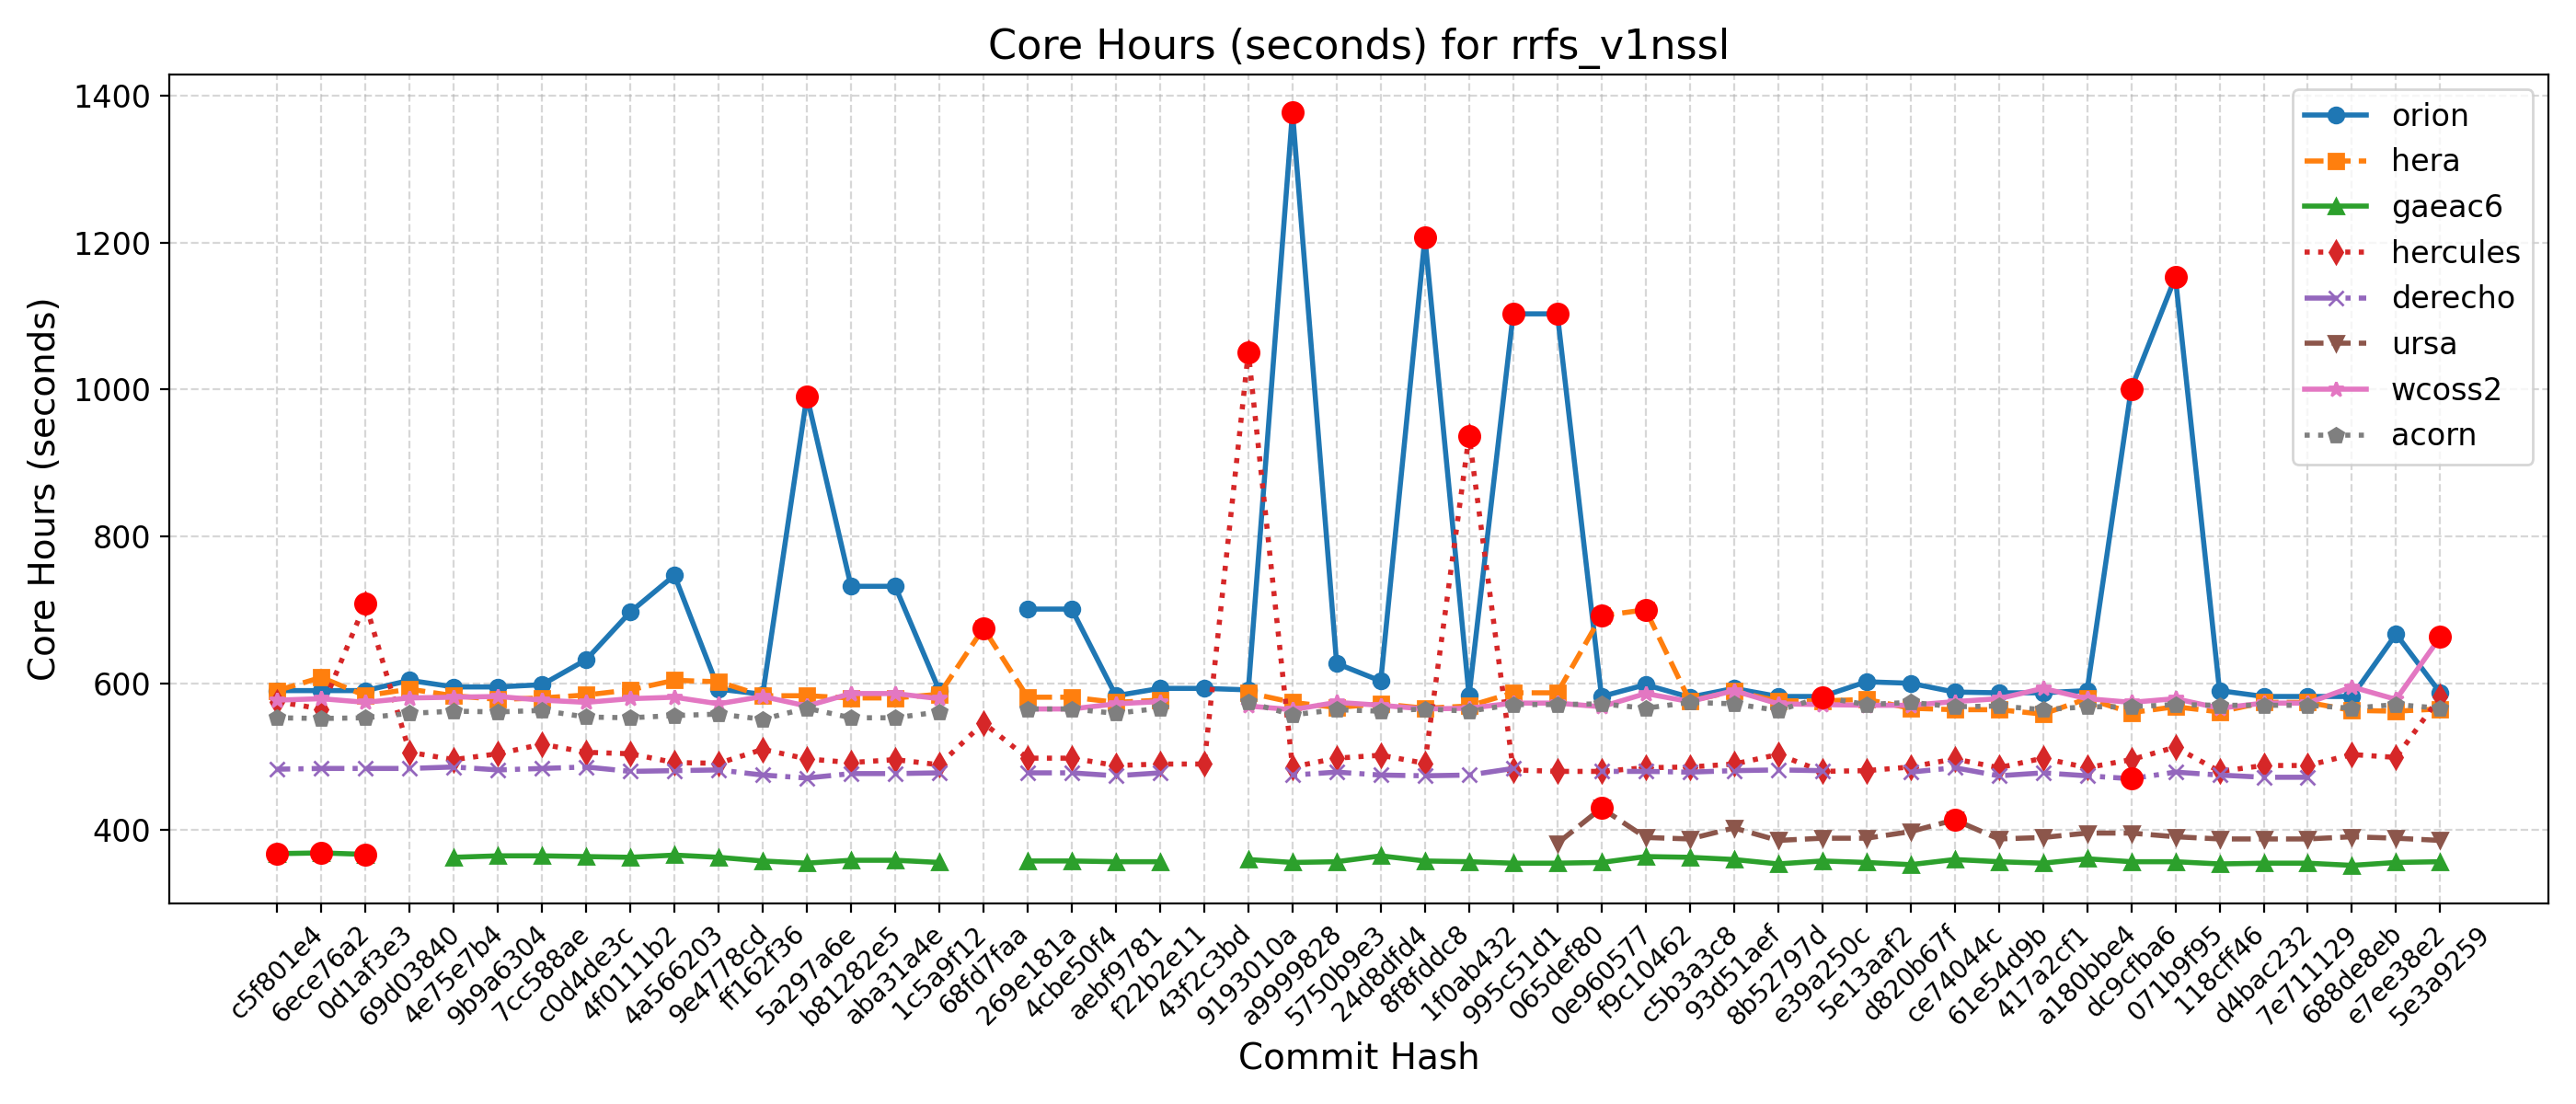 Core Hours (seconds) for rrfs_v1nssl
Core Hours (seconds)
1400
1200
1000
800
600
400
orion
hera
gaeac6
hercules
derecho
ursa
wcoss2
acorn
c5f801e4
6ece76a2
0d1af3e3
69d03840
4e75e7b4
9b9a6304
7cc588ae
c0d4de3c
4f0111b2
4a566203
9e4778cd
ff162f36
5a297a6e
b81282e5
aba31a4e
1c5a9f12
68fd7faa
269e181a
4cbe50f4
aebf9781
f22b2e11
43f2c3bd
9193010a
a9999828
5750b9e3
24d8dfd4
8f8fddc8
1f0ab432
995c51d1
065def80
0e960577
f9c10462
c5b3a3c8
93d51aef
8b52797d
e39a250c
5e13aaf2
d820b67f
ce74044c
61e54d9b
417a2cf1
a180bbe4
dc9cfba6
071b9f95
118cff46
d4bac232
7e711129
688de8eb
e7ee38e2
5e3a9259
Commit Hash